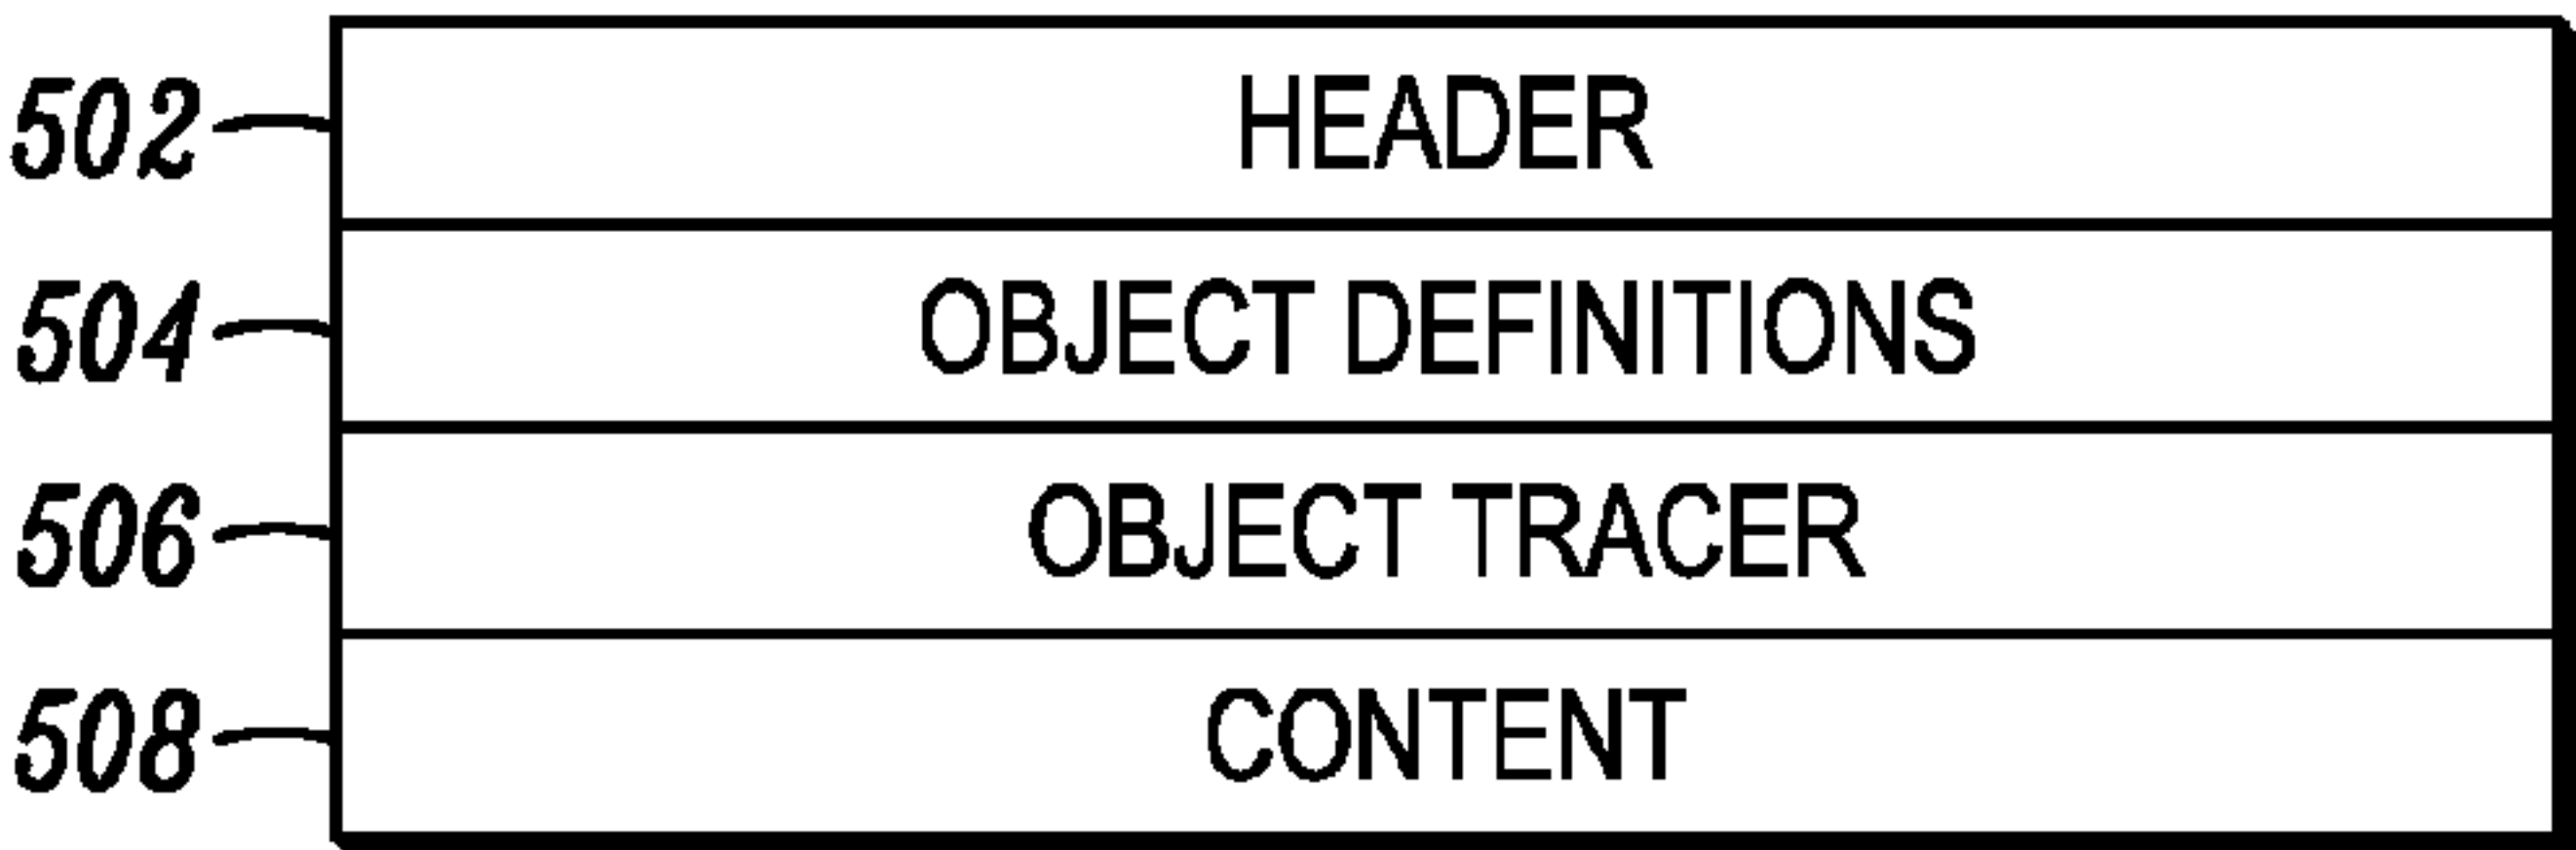 502 HEADER
504 OBJECT DEFINITIONS
506 OBJECT TRACER
508 CONTENT